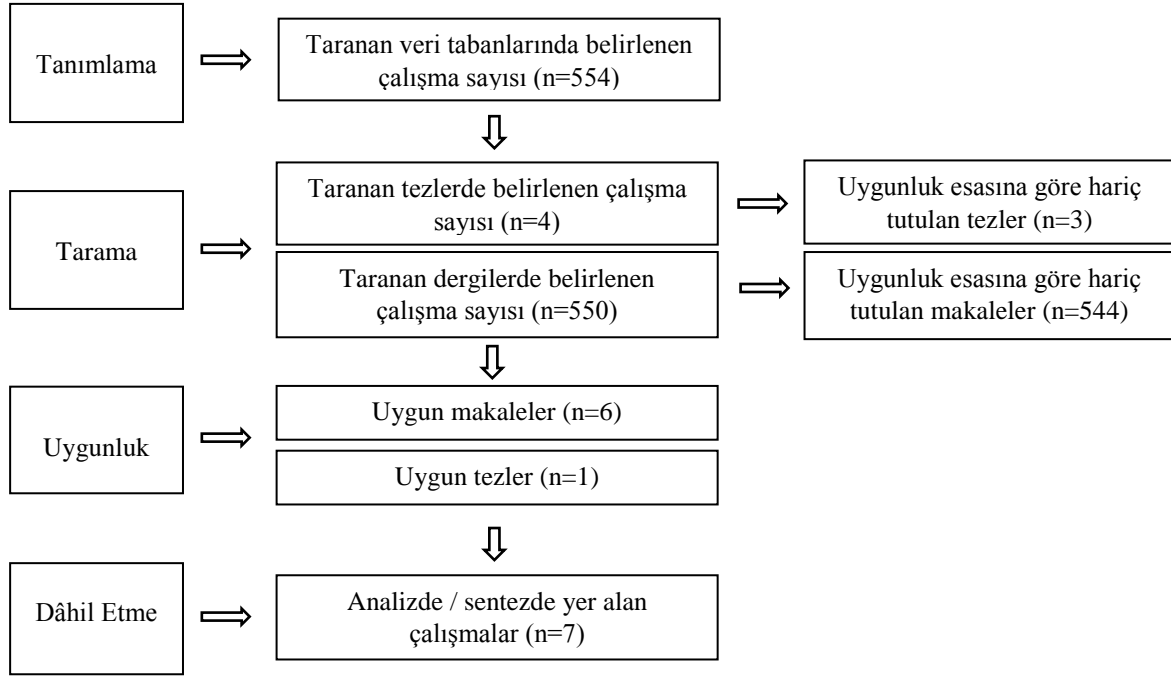 Tanımlama
Taranan veri tabanlarında belirlenen
çalışma sayısı (n=554)
Tarama
Taranan tezlerde belirlenen çalışma
sayısı (n=4)
Uygunluk esasına göre hariç
tutulan tezler (n=3)
Taranan dergilerde belirlenen
çalışma sayısı (n=550)
Uygunluk esasına göre hariç
tutulan makaleler (n=544)
Uygunluk
Uygun makaleler (n=6)
Uygun tezler (n=1)
Dâhil Etme
Analizde / sentezde yer alan
çalışmalar (n=7)